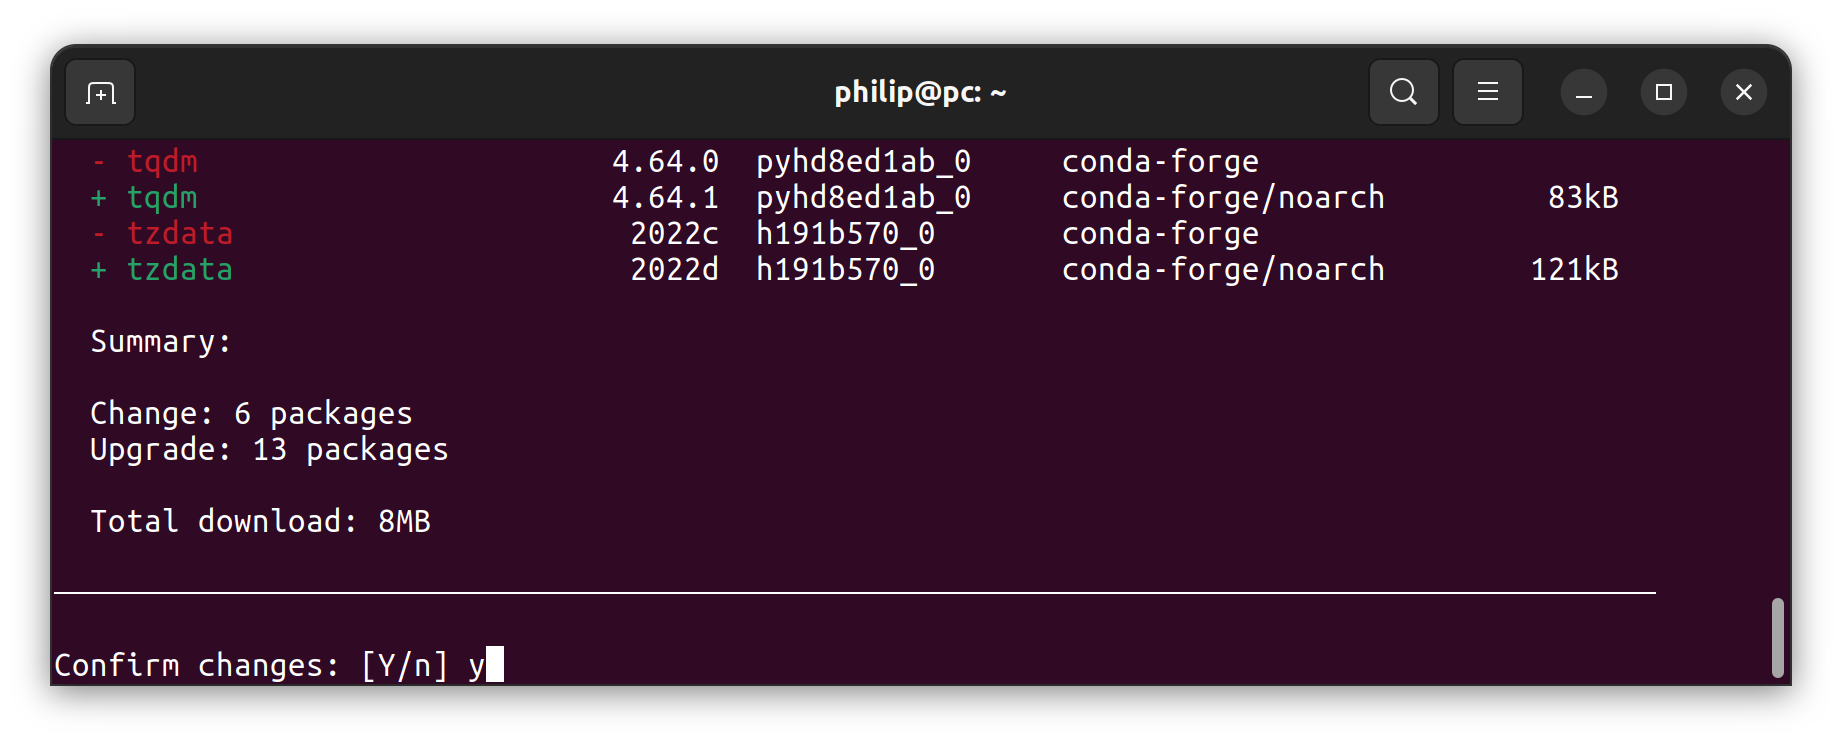 philip@pc: ~
- tqdm 4.64.0 pyhd8ed1ab_0 conda-forge
+ tqdm 4.64.1 pyhd8ed1ab_0 conda-forge/noarch 83kB
- tzdata 2022c h191b570_0 conda-forge
+ tzdata 2022d h191b570_0 conda-forge/noarch 121kB
Summary:
Change: 6 packages
Upgrade: 13 packages
Total download: 8MB
Confirm changes: [Y/n] y